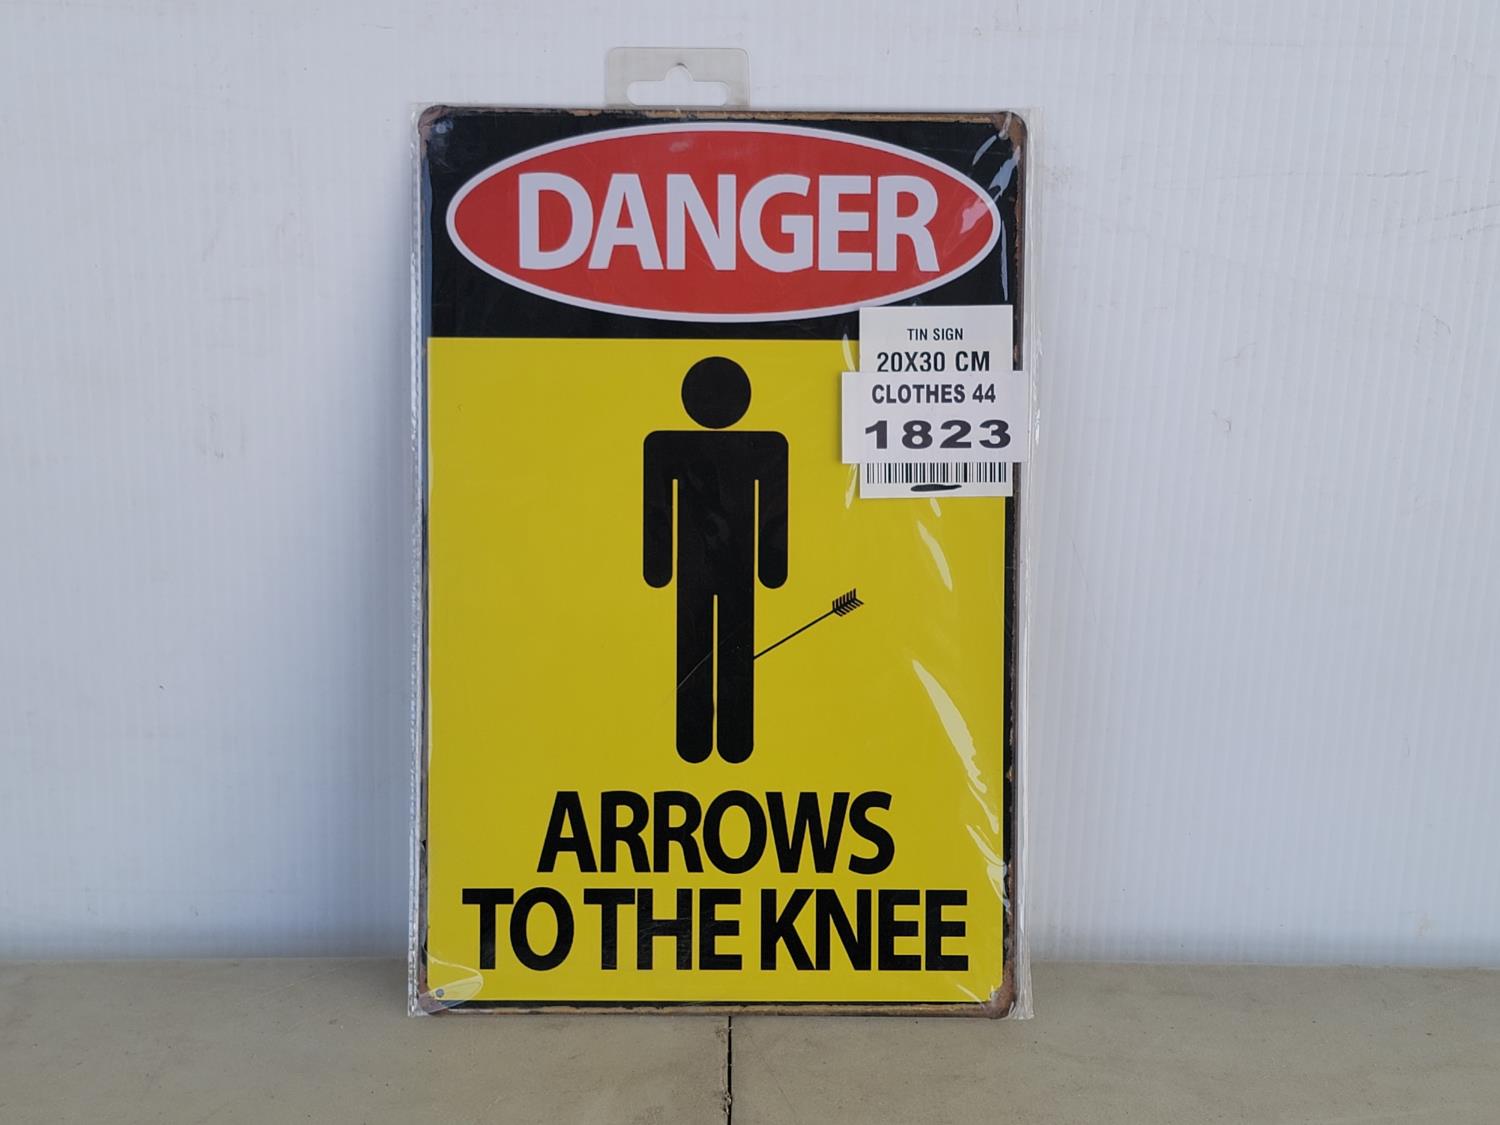 DANGER
TIN SIGN
20X30 CM
CLOTHES 44
1823
ARROWS
TO THE KNEE